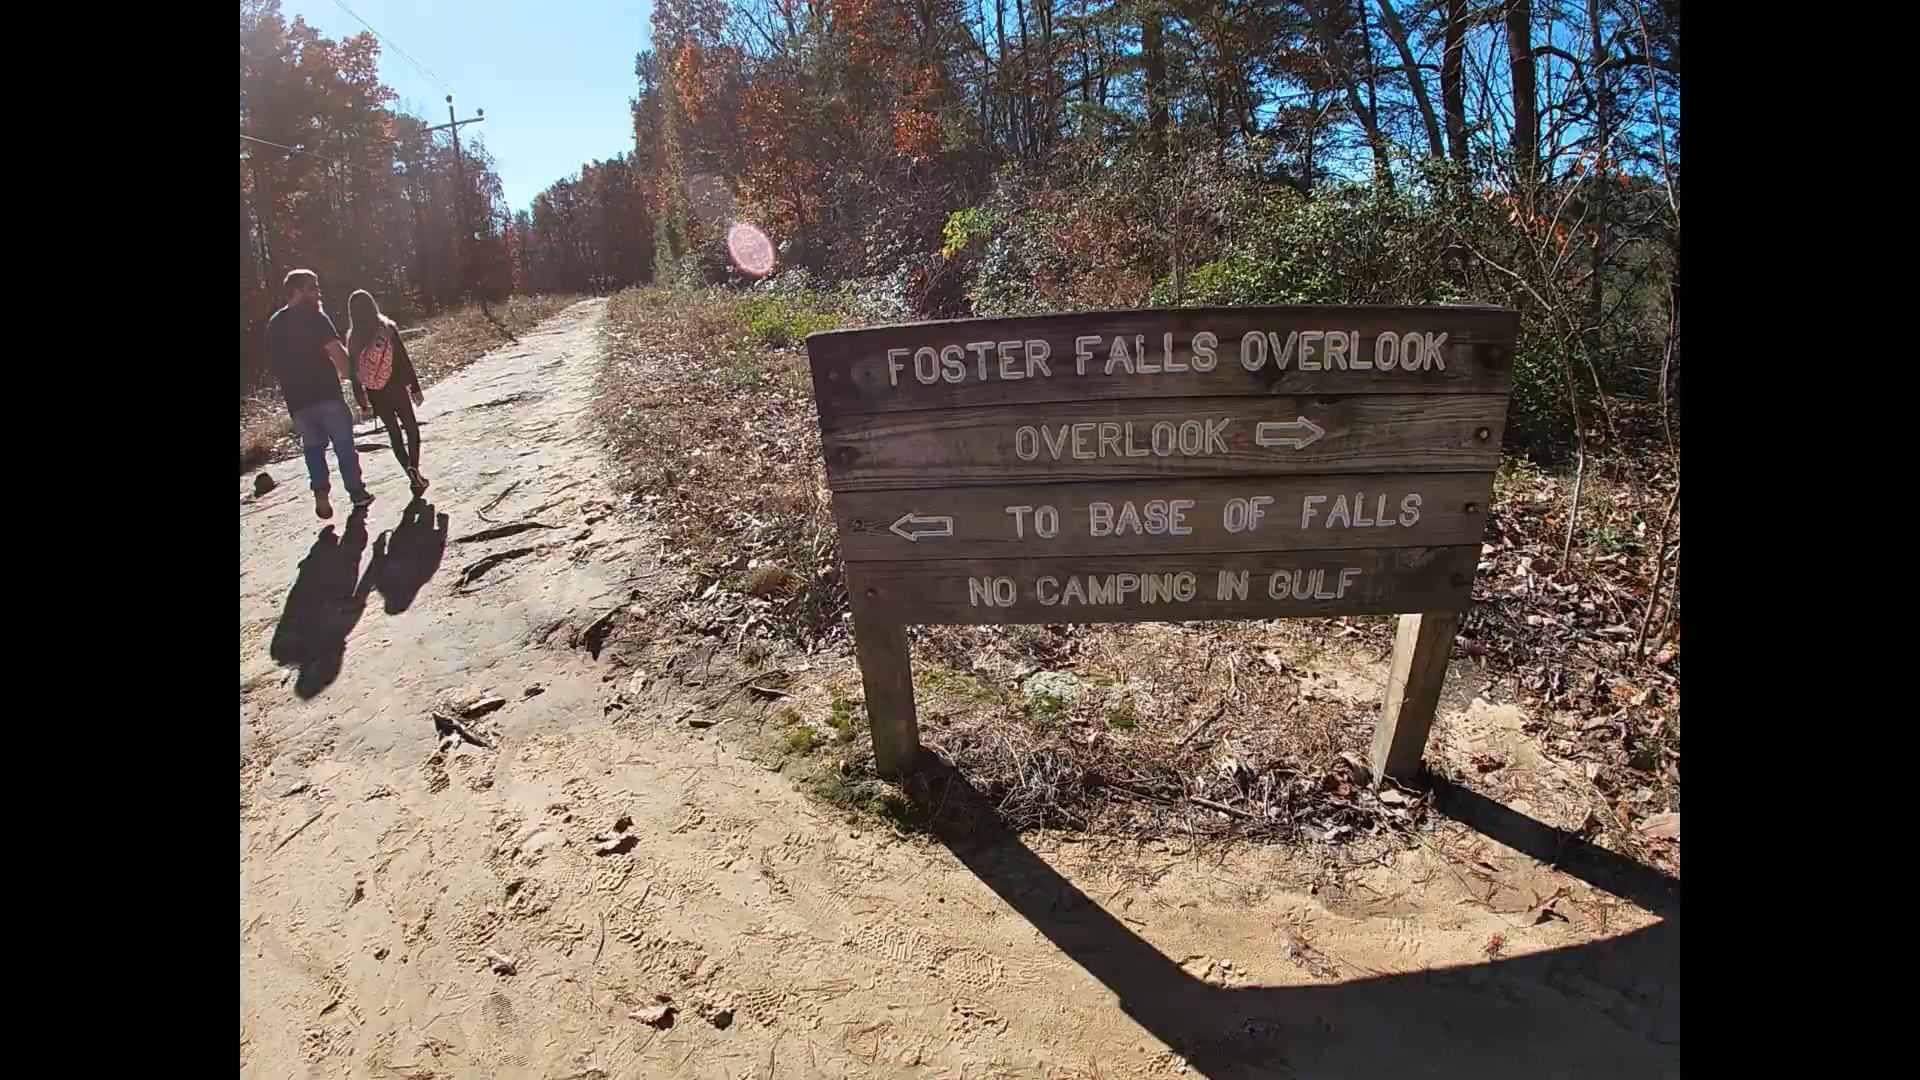 FOSTER FALLS OVERLOOK
OVERLOOK →
← TO BASE OF FALLS
NO CAMPING IN GULF